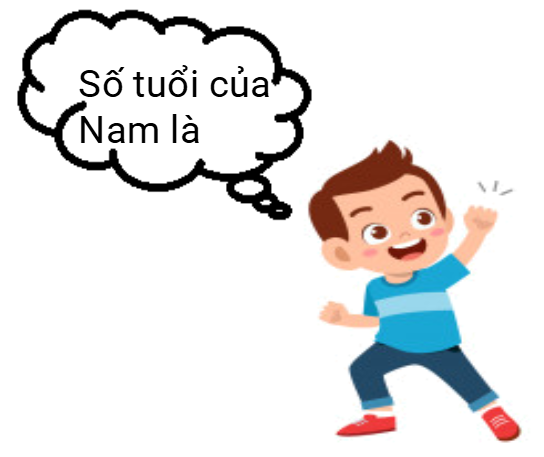 Số tuổi của
Nam là